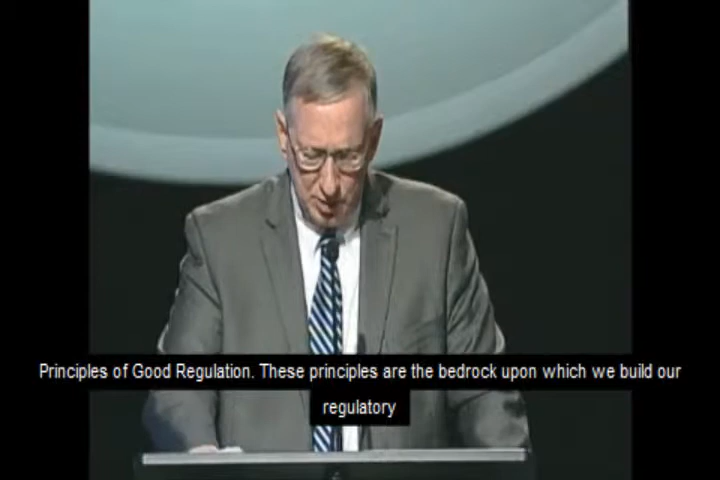 Principles of Good Regulation. These principles are the bedrock upon which we build our
regulatory